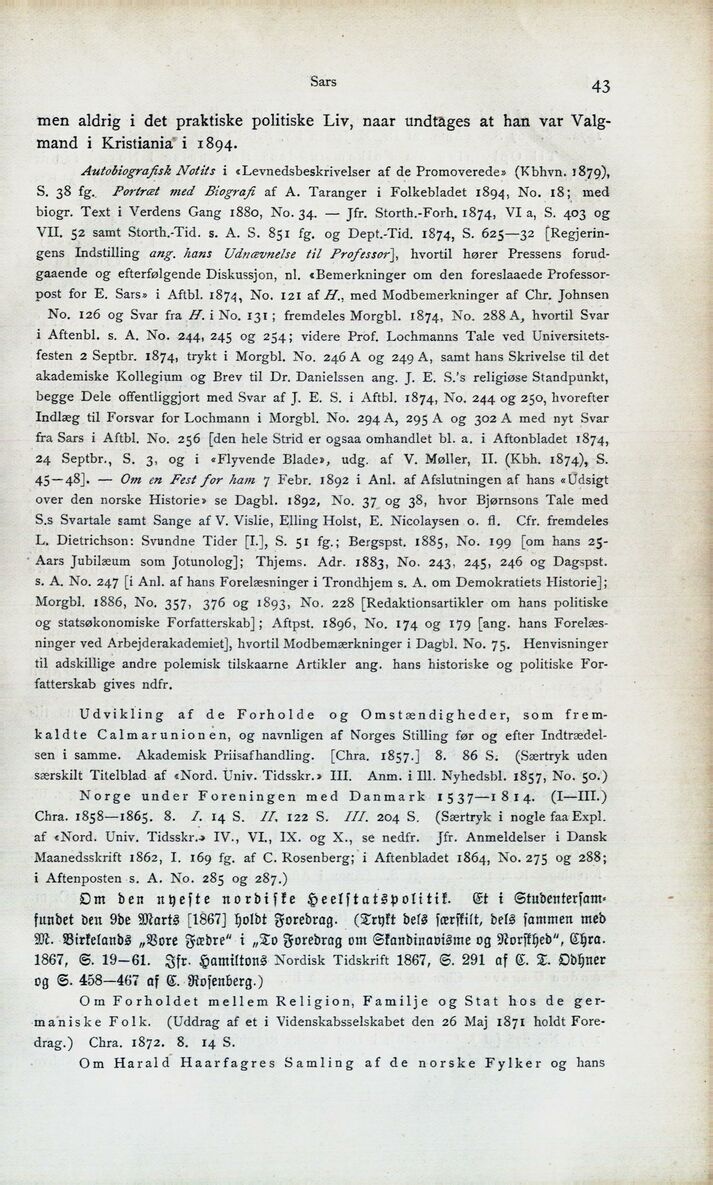 Sars
43
men aldrig i det praktiske politiske Liv, naar undtages at han var Valg-
mand i Kristiania i 1894.
Autobiografisk Notits i «Levnedsbeskrivelser af de Promoverede» (Kbhvn. 1879),
S. 38 fg. Portræt med Biografi af A. Taranger i Folkebladet 1894, No. 18; med
biogr. Text i Verdens Gang 1880, No. 34. — Jfr. Storth.-Forh. 1874, VI a, S. 403 og
VII. 52 samt Storth.-Tid. s. A. S. 851 fg. og Dept.-Tid. 1874, S. 625—32 [Regjerin-
gens Indstilling ang. hans Udnævnelse til Professor], hvortil hører Pressens forud-
gaaende og efterfølgende Diskussjon, nl. «Bemerkninger om den foreslaaede Professor-
post for E. Sars» i Aftbl. 1874, No. 121 af H., med Modbemerkninger af Chr. Johnsen
No. 126 og Svar fra H. i No. 131; fremdeles Morgbl. 1874, No. 288 A, hvortil Svar
i Aftenbl. s. A. No. 244, 245 og 254; videre Prof. Lochmanns Tale ved Universitets-
festen 2 Septbr. 1874, trykt i Morgbl. No. 246 A og 249 A, samt hans Skrivelse til det
akademiske Kollegium og Brev til Dr. Danielssen ang. J. E. S.'s religiøse Standpunkt,
begge Dele offentliggjort med Svar af J. E. S. i Aftbl. 1874, No. 244 og 250, hvorefter
Indlæg til Forsvar for Lochmann i Morgbl. No. 294 A, 295 A og 302 A med nyt Svar
fra Sars i Aftbl. No. 256 [den hele Strid er ogsaa omhandlet bl. a. i Aftonbladet 1874,
24 Septbr., S. 3, og i «Flyvende Blade», udg. af V. Møller, II. (Kbh. 1874), S.
45—48]. — Om en Fest for ham 7 Febr. 1892 i Anl. af Afslutningen af hans «Udsigt
over den norske Historie» se Dagbl. 1892, No. 37 og 38, hvor Bjørnsons Tale med
S.s Svartale samt Sange af V. Vislie, Elling Holst, E. Nicolaysen o. fl. Cfr. fremdeles
L. Dietrichson: Svundne Tider [I.], S. 51 fg.; Bergspst. 1885, No. 199 [om hans 25-
Aars Jubilæum som Jotunolog]; Thjems. Adr. 1883, No. 243, 245, 246 og Dagspst.
s. A. No. 247 [i Anl. af hans Forelæsninger i Trondhjem s. A. om Demokratiets Historie];
Morgbl. 1886, No. 357, 376 og 1893, No. 228 [Redaktionsartikler om hans politiske
og statsøkonomiske Forfatterskab]; Aftpst. 1896, No. 174 og 179 [ang. hans Forelæs-
ninger ved Arbejderakademiet], hvortil Modbemærkninger i Dagbl. No. 75. Henvisninger
til adskillige andre polemisk tilskaarne Artikler ang. hans historiske og politiske For-
fatterskab gives ndfr.
Udvikling af de Forholde og Omstændigheder, som frem-
kaldte Calmarunionen, og navnligen af Norges Stilling før og efter Indtrædel-
sen i samme. Akademisk Priisafhandling. [Chra. 1857.] 8. 86 S. (Særtryk uden
særskilt Titelblad af «Nord. Univ. Tidsskr.» III. Anm. i Ill. Nyhedsbl. 1857, No. 50.)
Norge under Foreningen med Danmark 1537—1814. (I—III.)
Chra. 1858—1865. 8. I. 14 S. II. 122 S. III. 204 S. (Særtryk i nogle faa Expl.
af «Nord. Univ. Tidsskr.» IV., VI., IX. og X., se nedfr. Jfr. Anmeldelser i Dansk
Maanedsskrift 1862, I. 169 fg. af C. Rosenberg; i Aftenbladet 1864, No. 275 og 288;
i Aftenposten s. A. No. 285 og 287.)
Om den nyeste nordiske Heelstatspolitik. Et i Studentersam-
fundet den 9de Marts [1867] holdt Foredrag. (Trykt dels særskilt, dels sammen med
M. Birkelands „Vore Fædre“ i „To Foredrag om Skandinavisme og Norskhed“, Chra.
1867, S. 19—61. Jfr. Hamiltons Nordisk Tidskrift 1867, S. 291 af C. T. Odhner
og S. 458—467 af C. Rosenberg.)
Om Forholdet mellem Religion, Familje og Stat hos de ger-
maniske Folk. (Uddrag af et i Videnskabsselskabet den 26 Maj 1871 holdt Fore-
drag.) Chra. 1872. 8. 14 S.
Om Harald Haarfagres Samling af de norske Fylker og hans